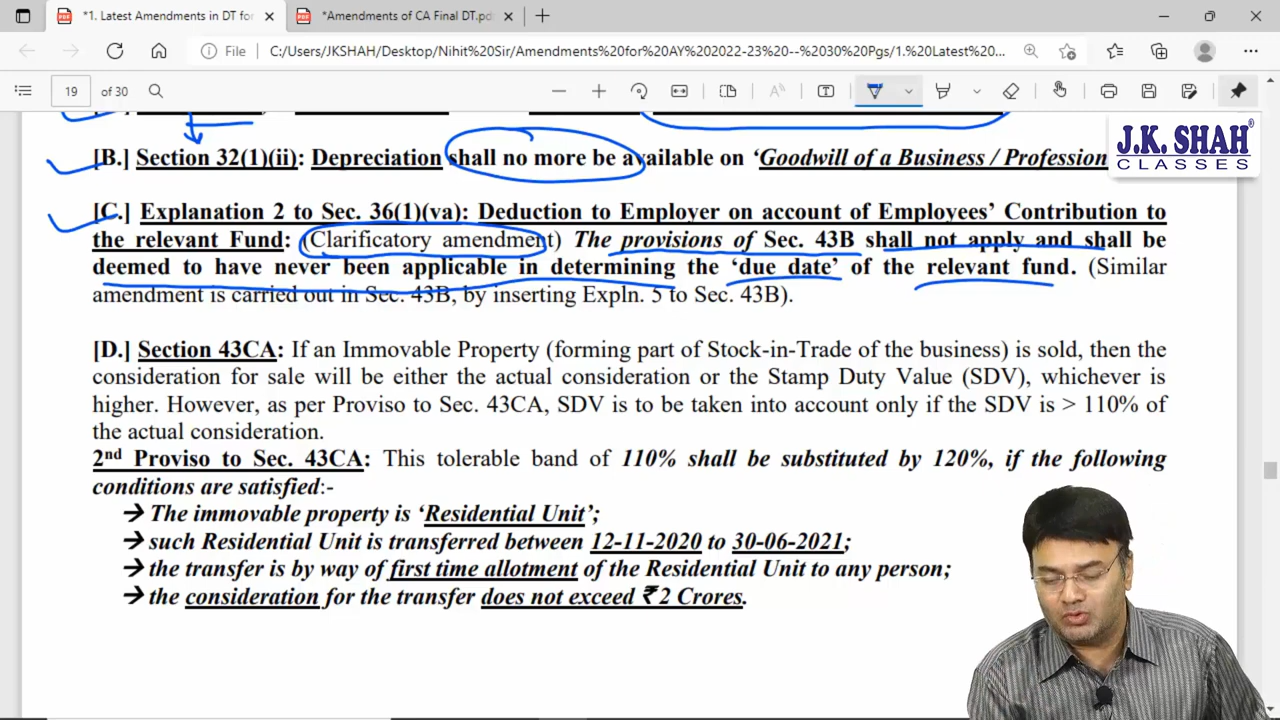 *1. Latest Amendments in DT for
*Amendments of CA Final DT.pd
File
C:/Users/JKSHAH/Desktop/Nihit%20Sir/Amendments%20for%20AY%202022-23%20--%2030%20Pgs/1.%20Latest%20...
19 of 30
J.K. SHAH®
CLASSES
[B.] Section 32(1)(ii): Depreciation shall no more be available on ‘Goodwill of a Business / Profession
[C.] Explanation 2 to Sec. 36(1)(va): Deduction to Employer on account of Employees’ Contribution to
the relevant Fund: (Clarificatory amendment) The provisions of Sec. 43B shall not apply and shall be
deemed to have never been applicable in determining the ‘due date’ of the relevant fund. (Similar
amendment is carried out in Sec. 43B, by inserting Expln. 5 to Sec. 43B).
[D.] Section 43CA: If an Immovable Property (forming part of Stock-in-Trade of the business) is sold, then the
consideration for sale will be either the actual consideration or the Stamp Duty Value (SDV), whichever is
higher. However, as per Proviso to Sec. 43CA, SDV is to be taken into account only if the SDV is > 110% of
the actual consideration.
2nd Proviso to Sec. 43CA: This tolerable band of 110% shall be substituted by 120%, if the following
conditions are satisfied:-
→ The immovable property is ‘Residential Unit’;
→ such Residential Unit is transferred between 12-11-2020 to 30-06-2021;
→ the transfer is by way of first time allotment of the Residential Unit to any person;
→ the consideration for the transfer does not exceed ₹ 2 Crores.